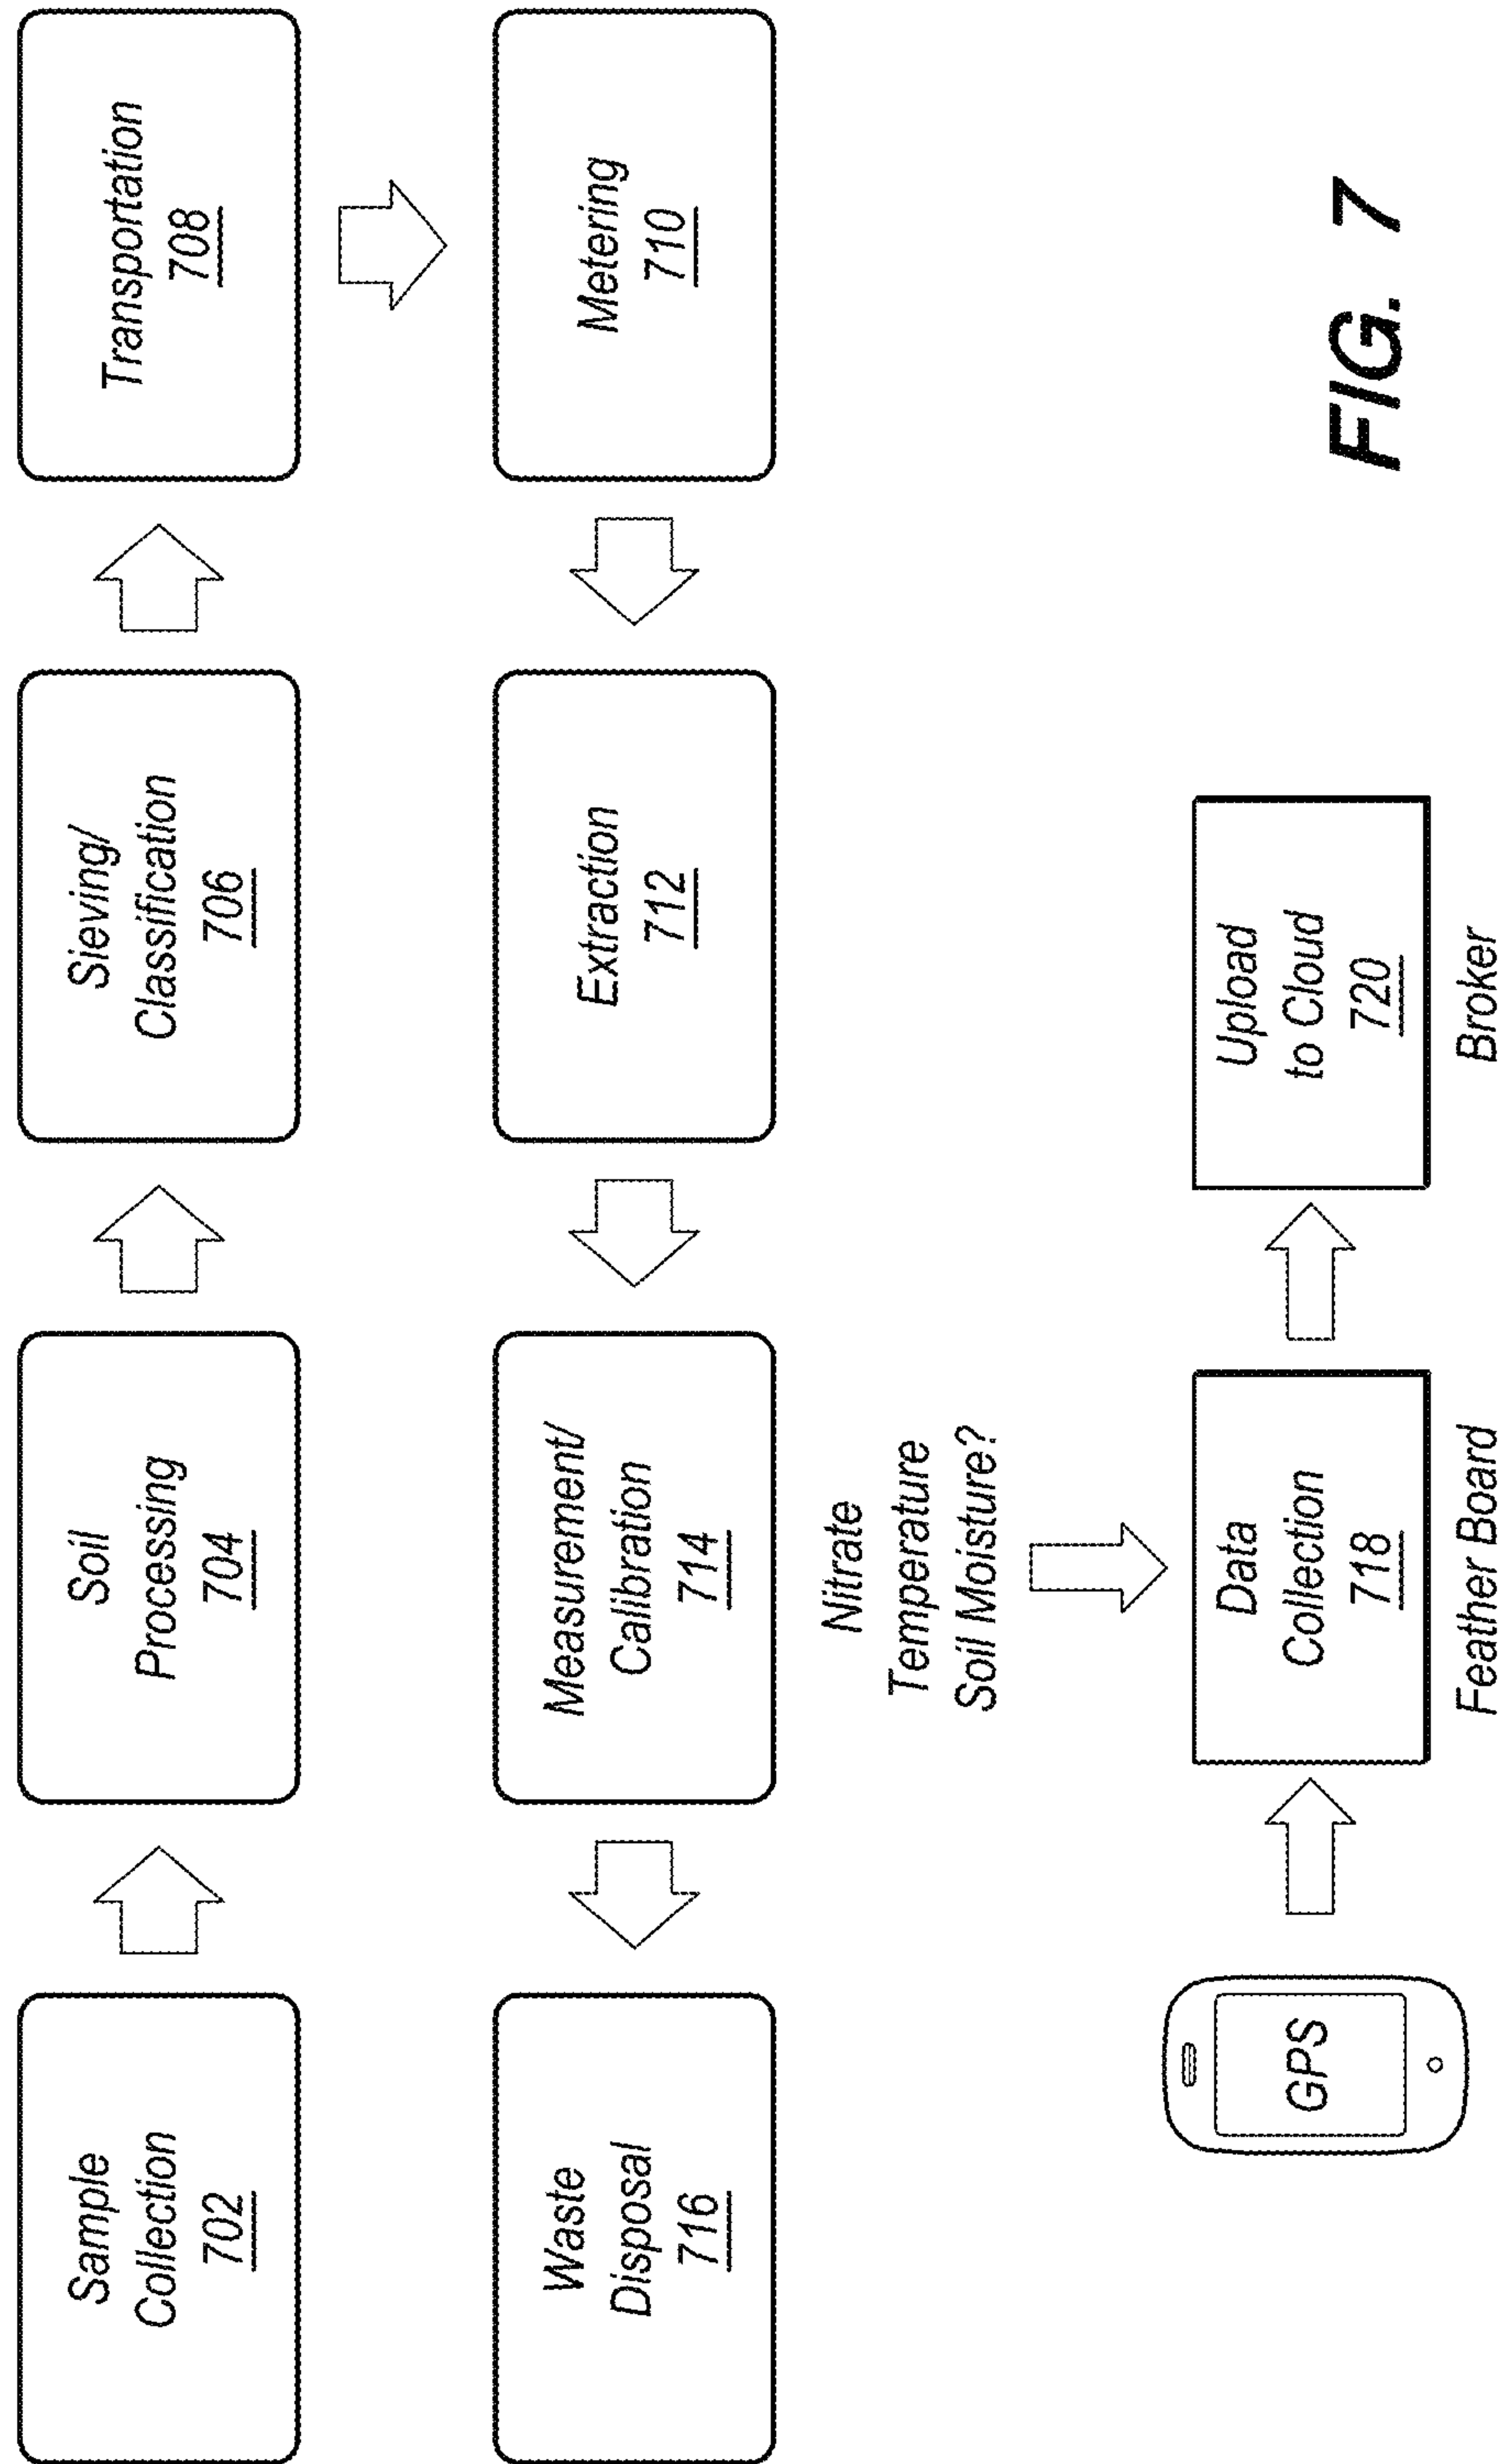 Sample
Collection
702
Soil
Processing
704
Sieving/
Classification
706
Transportation
708
Metering
710
Extraction
712
Measurement/
Calibration
714
Waste
Disposal
716
Nitrate
Temperature
Soil Moisture?
GPS
Data
Collection
718
Feather Board
Upload
to Cloud
720
Broker
FIG. 7